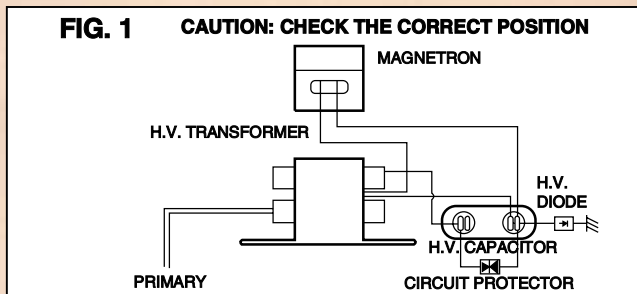 FIG. 1
CAUTION: CHECK THE CORRECT POSITION
MAGNETRON
H.V. TRANSFORMER
H.V.
DIODE
H.V. CAPACITOR
PRIMARY
CIRCUIT PROTECTOR